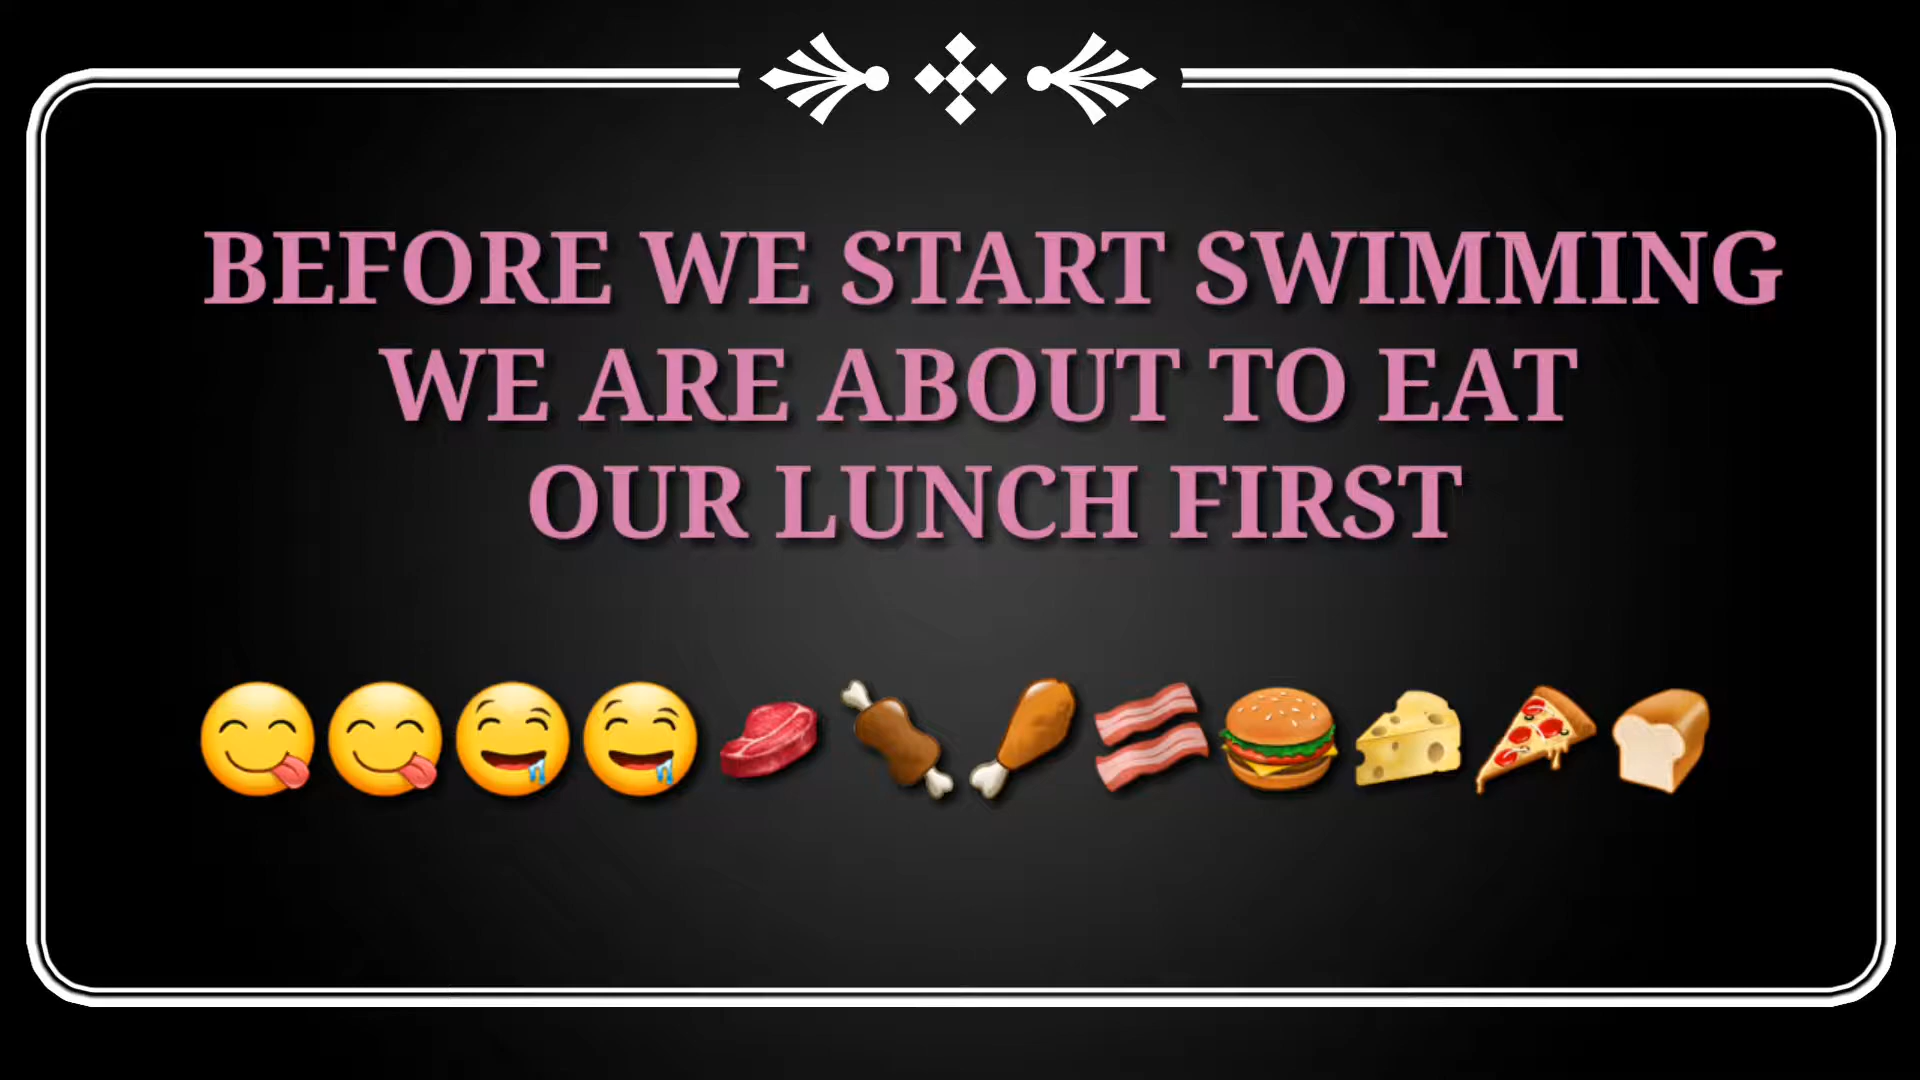 BEFORE WE START SWIMMING
WE ARE ABOUT TO EAT
OUR LUNCH FIRST
😋😋🤤🤤🥩🍖🍗🥓🍔🧀🍕🍞